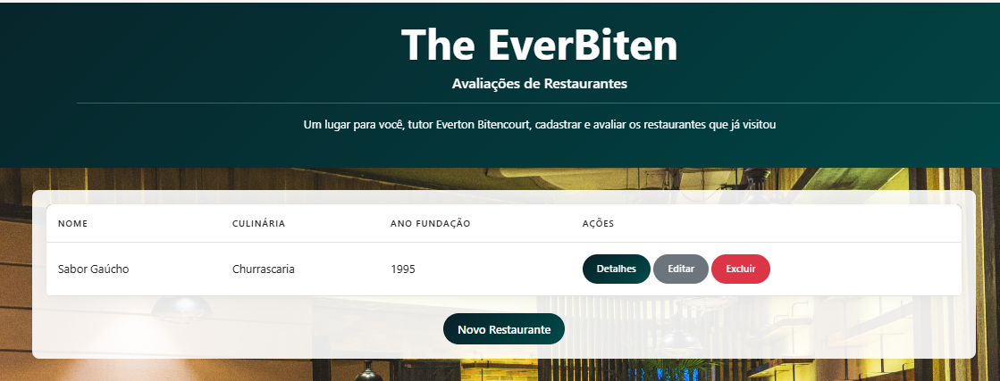 The EverBiten
Avaliações de Restaurantes
Um lugar para você, tutor Everton Bitencourt, cadastrar e avaliar os restaurantes que já visitou
NOME CULINÁRIA ANO FUNDAÇÃO AÇÕES
Sabor Gaúcho Churrascaria 1995 Detalhes Editar Excluir
Novo Restaurante